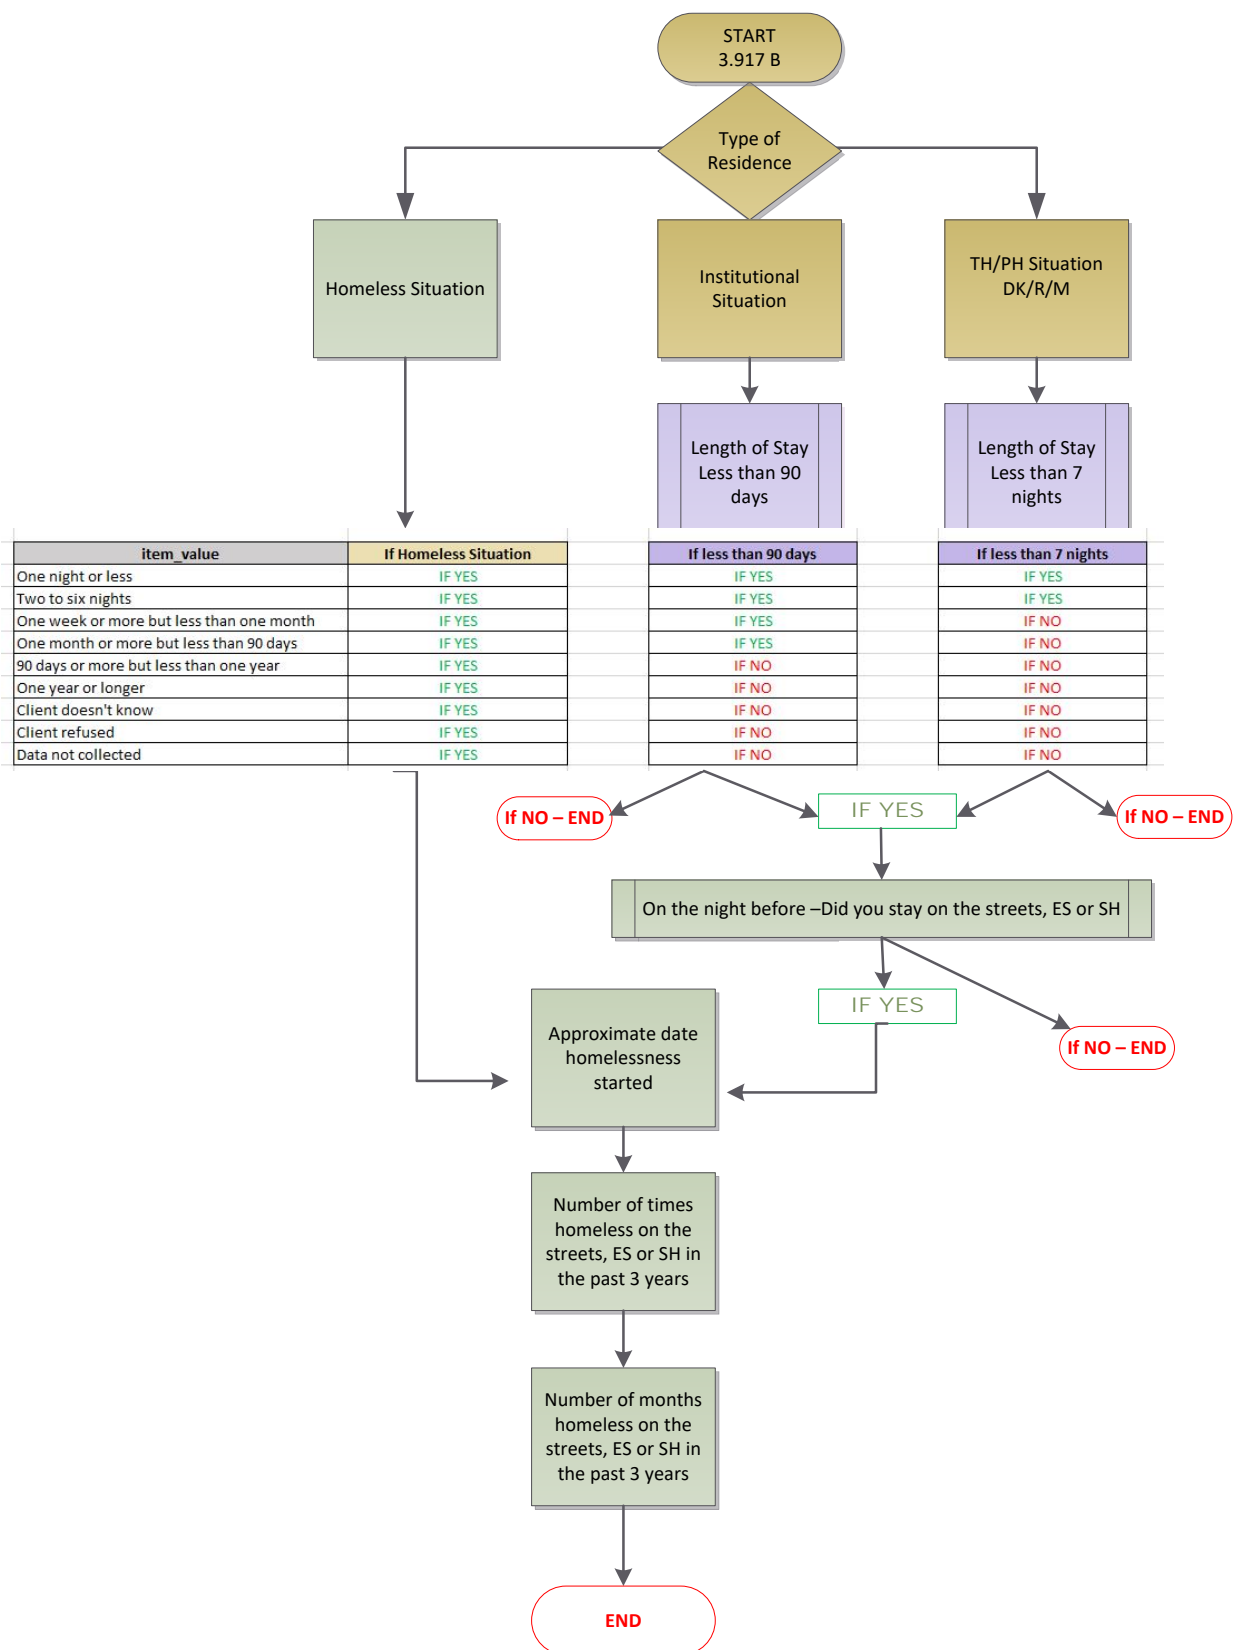 START
3.917 B
Type of
Residence
Homeless Situation
Institutional
Situation
TH/PH Situation
DK/R/M
Length of Stay
Less than 90
days
Length of Stay
Less than 7
nights
item_value If Homeless Situation If less than 90 days If less than 7 nights
One night or less IF YES IF YES IF YES
Two to six nights IF YES IF YES IF YES
One week or more but less than one month IF YES IF YES IF NO
One month or more but less than 90 days IF YES IF YES IF NO
90 days or more but less than one year IF YES IF NO IF NO
One year or longer IF YES IF NO IF NO
Client doesn't know IF YES IF NO IF NO
Client refused IF YES IF NO IF NO
Data not collected IF YES IF NO IF NO
If NO – END
IF YES
If NO – END
On the night before –Did you stay on the streets, ES or SH
IF YES
If NO – END
Approximate date
homelessness
started
Number of times
homeless on the
streets, ES or SH in
the past 3 years
Number of months
homeless on the
streets, ES or SH in
the past 3 years
END